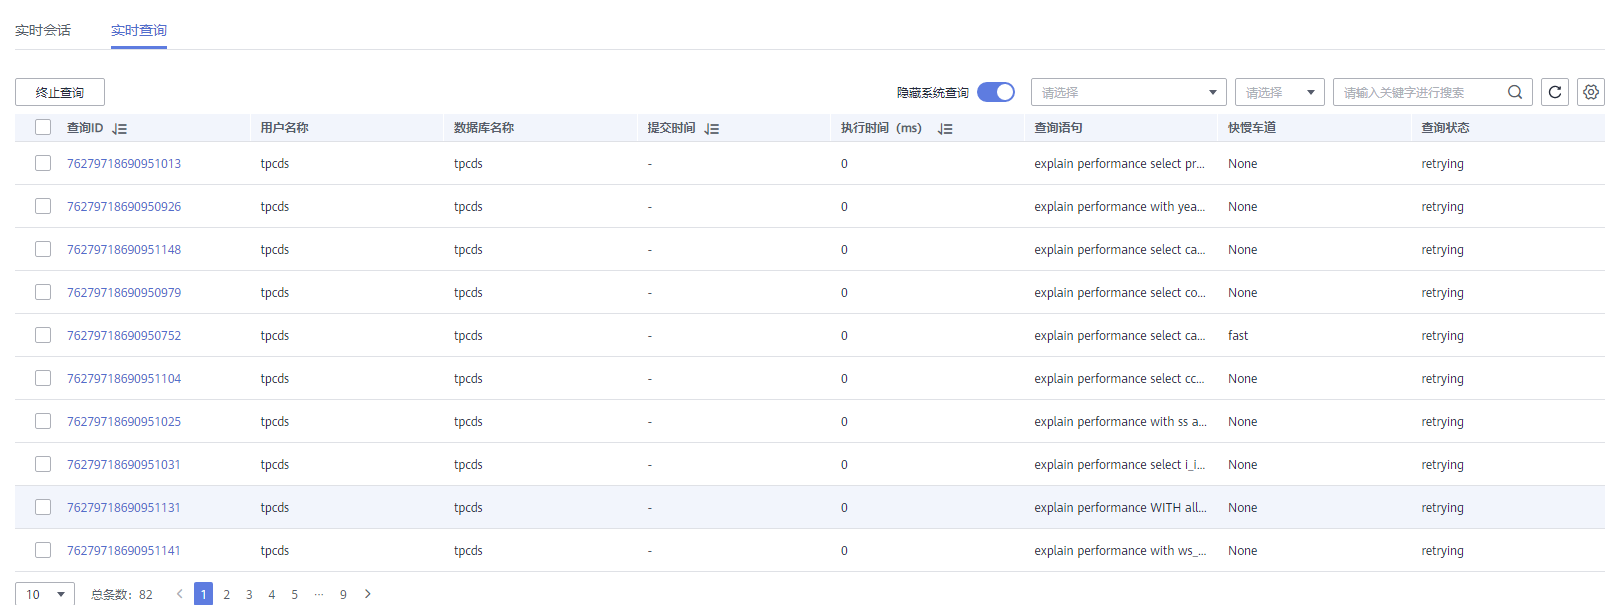 实时会话 实时查询
终止查询 隐藏系统查询 请选择 请选择 请输入关键字进行搜索
查询ID 用户名称 数据库名称 提交时间 执行时间（ms） 查询语句 快慢车道 查询状态
76279718690951013 tpcds tpcds - 0 explain performance select pr... None retrying
76279718690950926 tpcds tpcds - 0 explain performance with yea... None retrying
76279718690951148 tpcds tpcds - 0 explain performance select ca... None retrying
76279718690950979 tpcds tpcds - 0 explain performance select co... None retrying
76279718690950752 tpcds tpcds - 0 explain performance select ca... fast retrying
76279718690951104 tpcds tpcds - 0 explain performance select cc... None retrying
76279718690951025 tpcds tpcds - 0 explain performance with ss a... None retrying
76279718690951031 tpcds tpcds - 0 explain performance select i_i... None retrying
76279718690951131 tpcds tpcds - 0 explain performance WITH all... None retrying
76279718690951141 tpcds tpcds - 0 explain performance with ws_... None retrying
10 总条数：82 < 1 2 3 4 5 ... 9 >